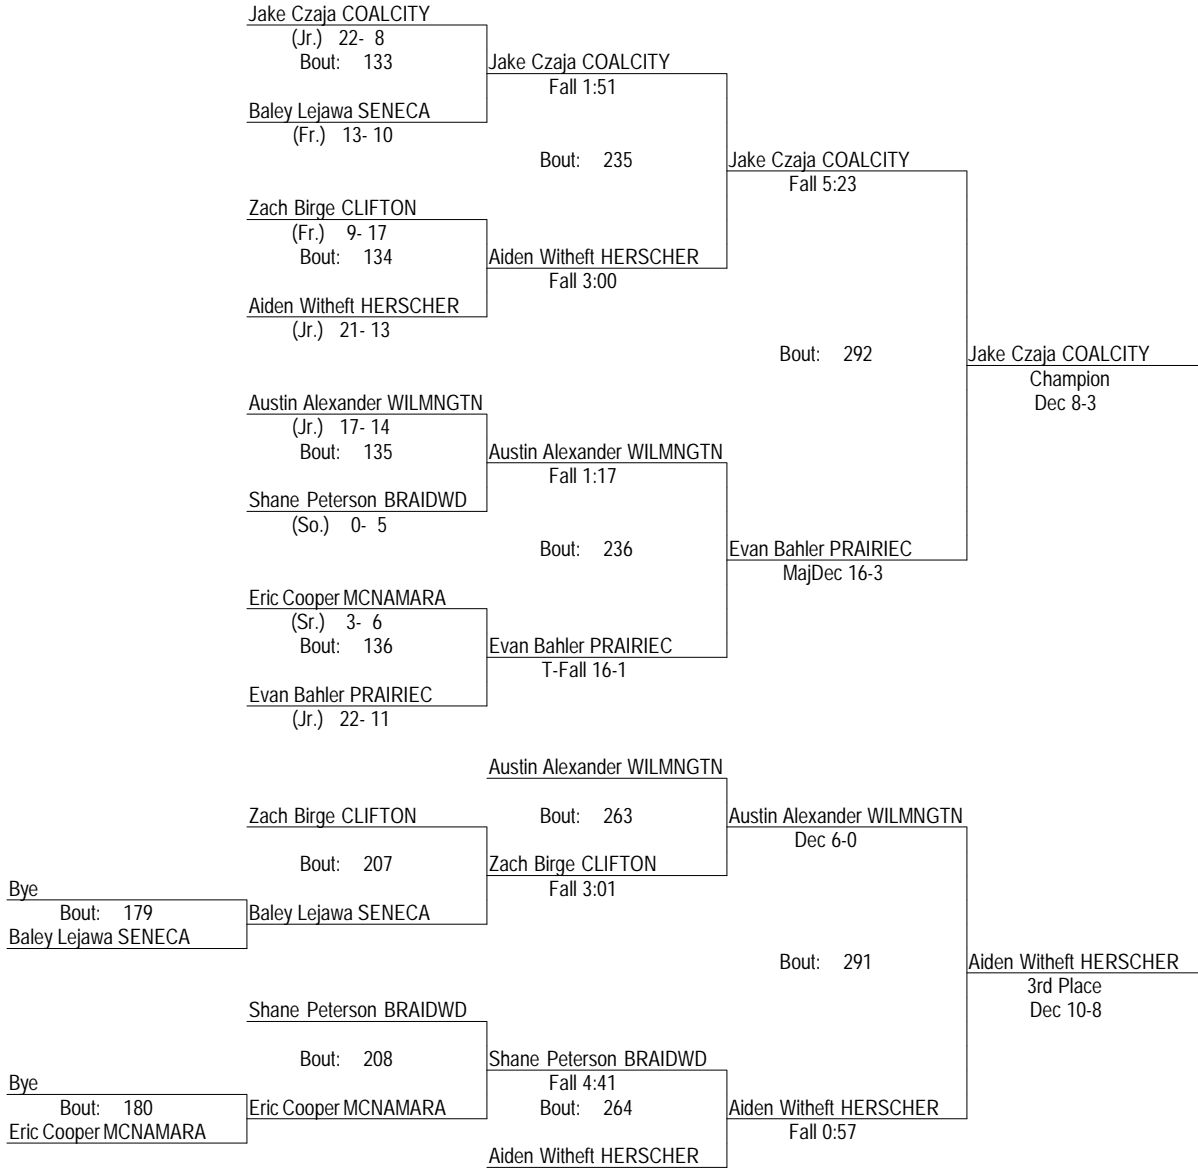 Jake Czaja COALCITY
(Jr.) 22- 8
Bout: 133
Jake Czaja COALCITY
Fall 1:51
Baley Lejawa SENECA
(Fr.) 13- 10
Bout: 235
Jake Czaja COALCITY
Fall 5:23
Zach Birge CLIFTON
(Fr.) 9- 17
Bout: 134
Aiden Witheft HERSCHER
Fall 3:00
Aiden Witheft HERSCHER
(Jr.) 21- 13
Bout: 292
Jake Czaja COALCITY
Champion
Dec 8-3
Austin Alexander WILMNGTN
(Jr.) 17- 14
Bout: 135
Austin Alexander WILMNGTN
Fall 1:17
Shane Peterson BRAIDWD
(So.) 0- 5
Bout: 236
Evan Bahler PRAIRIEC
MajDec 16-3
Eric Cooper MCNAMARA
(Sr.) 3- 6
Bout: 136
Evan Bahler PRAIRIEC
T-Fall 16-1
Evan Bahler PRAIRIEC
(Jr.) 22- 11
Austin Alexander WILMNGTN
Zach Birge CLIFTON
Bout: 263
Austin Alexander WILMNGTN
Dec 6-0
Bout: 207
Zach Birge CLIFTON
Fall 3:01
Bye
Bout: 179
Baley Lejawa SENECA
Baley Lejawa SENECA
Bout: 291
Aiden Witheft HERSCHER
3rd Place
Dec 10-8
Shane Peterson BRAIDWD
Bout: 208
Shane Peterson BRAIDWD
Fall 4:41
Bye
Bout: 180
Eric Cooper MCNAMARA
Eric Cooper MCNAMARA
Bout: 264
Aiden Witheft HERSCHER
Fall 0:57
Aiden Witheft HERSCHER